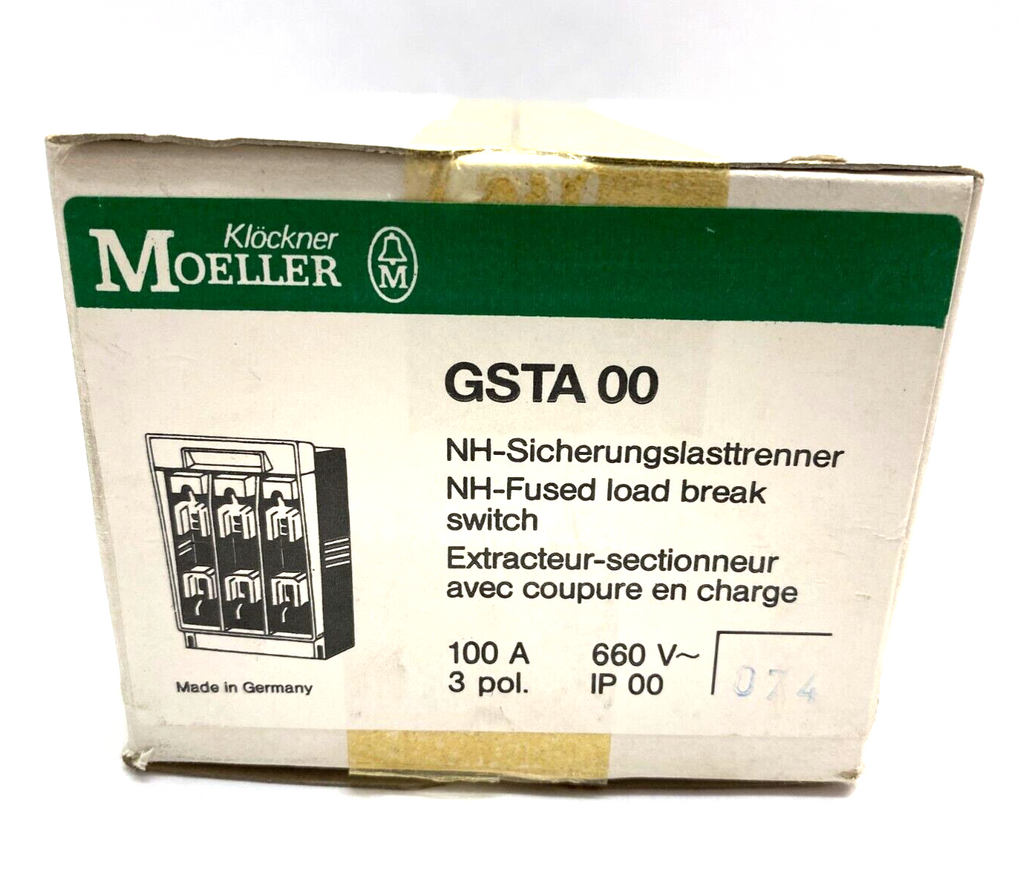 Klöckner
MOELLER
M
GSTA 00
NH-Sicherungslasttrenner
NH-Fused load break
switch
Extracteur-sectionneur
avec coupure en charge
100 A 660 V~
3 pol. IP 00
074
Made in Germany